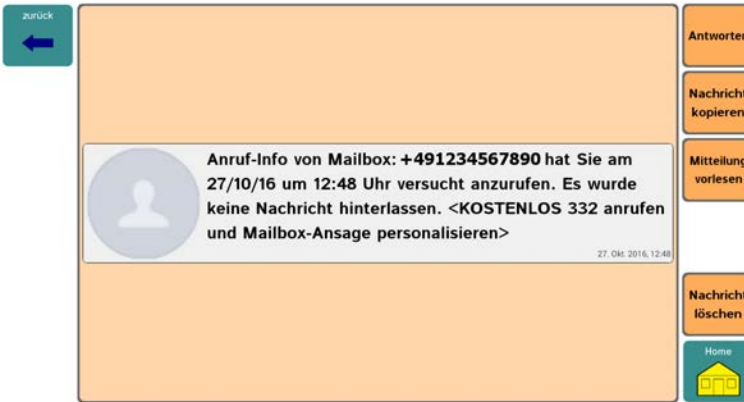 zurück
Anruf-Info von Mailbox: +491234567890 hat Sie am
27/10/16 um 12:48 Uhr versucht anzurufen. Es wurde
keine Nachricht hinterlassen. <KOSTENLOS 332 anrufen
und Mailbox-Ansage personalisieren>
27. Okt. 2016, 12:48
Antworten
Nachricht
kopieren
Mitteilung
vorlesen
Nachricht
löschen
Home